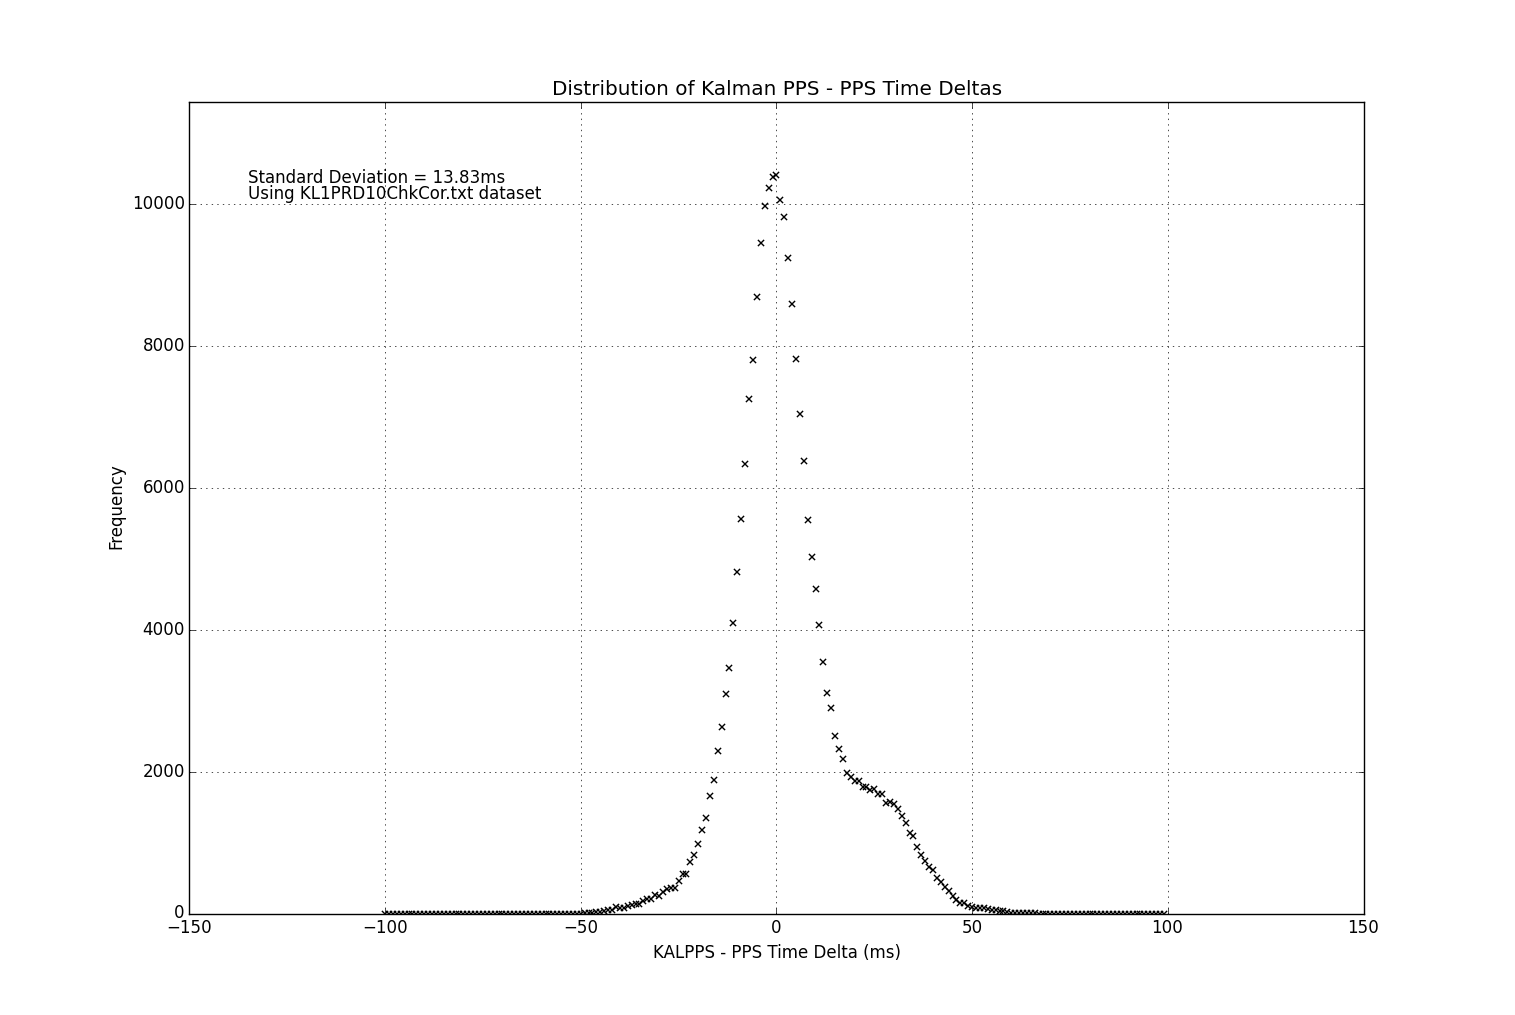 Distribution of Kalman PPS - PPS Time Deltas
Standard Deviation = 13.83ms
Using KL1PRD10ChkCor.txt dataset
10000
8000
6000
4000
2000
0
Frequency
−150
−100
−50
0
50
100
150
KALPPS - PPS Time Delta (ms)